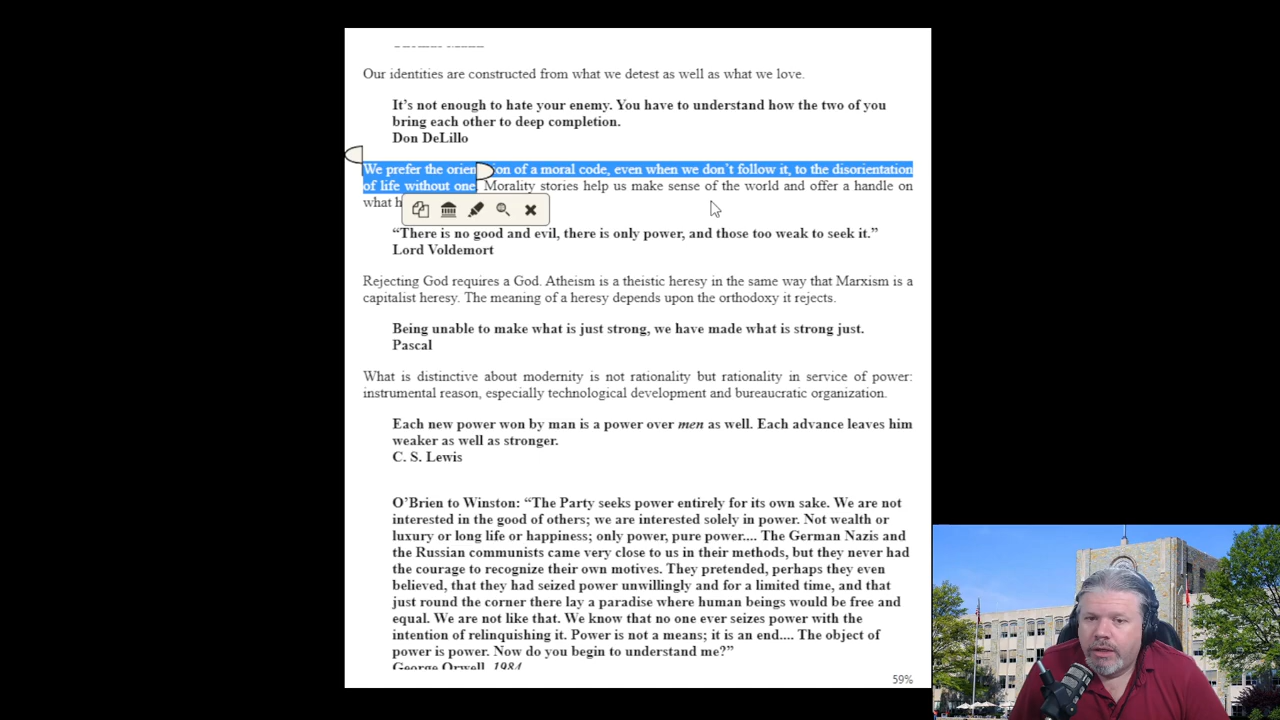 Our identities are constructed from what we detest as well as what we love.
It's not enough to hate your enemy. You have to understand how the two of you
bring each other to deep completion.
Don DeLillo
We prefer the orien ion of a moral code, even when we don't follow it, to the disorientation
of life without one. Morality stories help us make sense of the world and offer a handle on
what h
“There is no good and evil, there is only power, and those too weak to seek it.”
Lord Voldemort
Rejecting God requires a God. Atheism is a theistic heresy in the same way that Marxism is a
capitalist heresy. The meaning of a heresy depends upon the orthodoxy it rejects.
Being unable to make what is just strong, we have made what is strong just.
Pascal
What is distinctive about modernity is not rationality but rationality in service of power:
instrumental reason, especially technological development and bureaucratic organization.
Each new power won by man is a power over men as well. Each advance leaves him
weaker as well as stronger.
C. S. Lewis
O'Brien to Winston: “The Party seeks power entirely for its own sake. We are not
interested in the good of others; we are interested solely in power. Not wealth or
luxury or long life or happiness; only power, pure power.... The German Nazis and
the Russian communists came very close to us in their methods, but they never had
the courage to recognize their own motives. They pretended, perhaps they even
believed, that they had seized power unwillingly and for a limited time, and that
just round the corner there lay a paradise where human beings would be free and
equal. We are not like that. We know that no one ever seizes power with the
intention of relinquishing it. Power is not a means; it is an end.... The object of
power is power. Now do you begin to understand me?”
George Orwell, 1984
59%